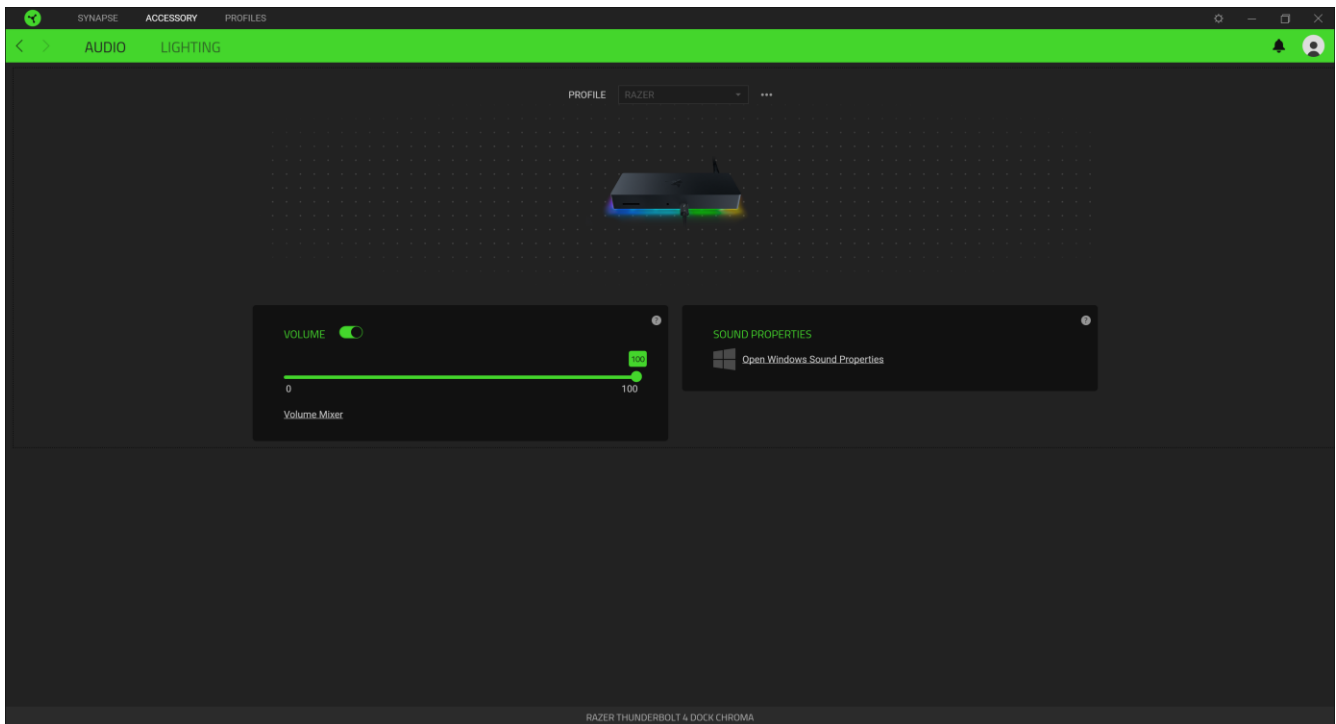 SYNAPSE ACCESSORY PROFILES
AUDIO LIGHTING
PROFILE RAZER
VOLUME
100
0 100
Volume Mixer
SOUND PROPERTIES
Open Windows Sound Properties
RAZER THUNDERBOLT 4 DOCK CHROMA